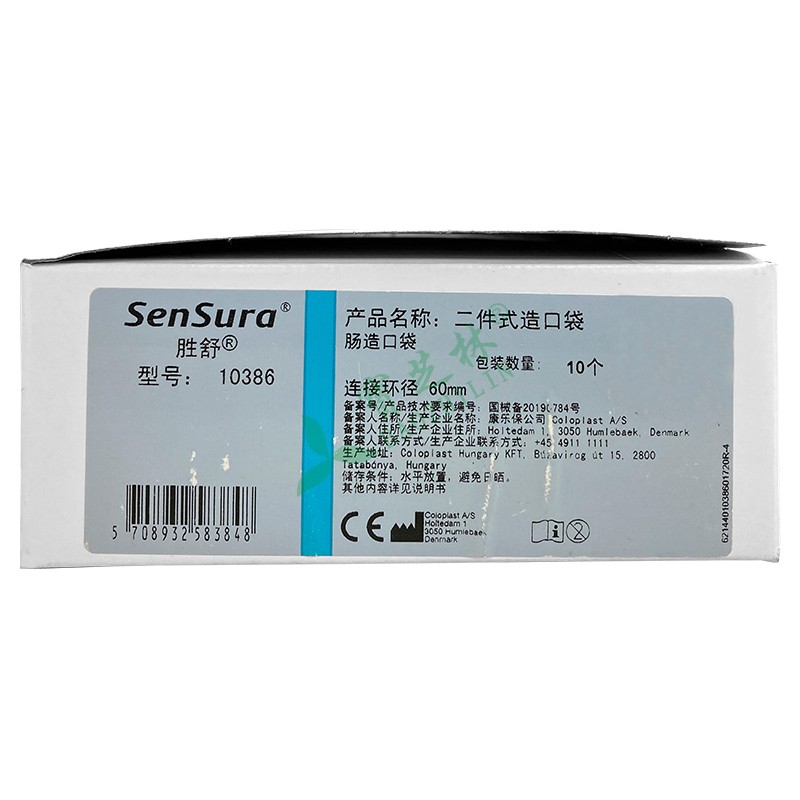 SenSura®
胜舒®
型号： 10386
5 708932 583848
产品名称：二件式造口袋
肠造口袋
包装数量： 10个
连接环径 60mm
备案号/产品技术要求编号：国械备20190784号
备案人名称/生产企业名称：康乐保公司 Coloplast A/S
备案人住所/生产企业住所：Holtedam 1, 3050 Humlebaek, Denmark
备案人联系方式/生产企业联系方式：+45 4911 1111
生产地址：Coloplast Hungary KFT, Búzavirág út 15, 2800
Tatabánya, Hungary
储存条件：水平放置，避免日晒。
其他内容详见说明书
CE
Coloplast A/S
Holtedam 1
3050 Humlebaek
Denmark
6214401038601720R-4